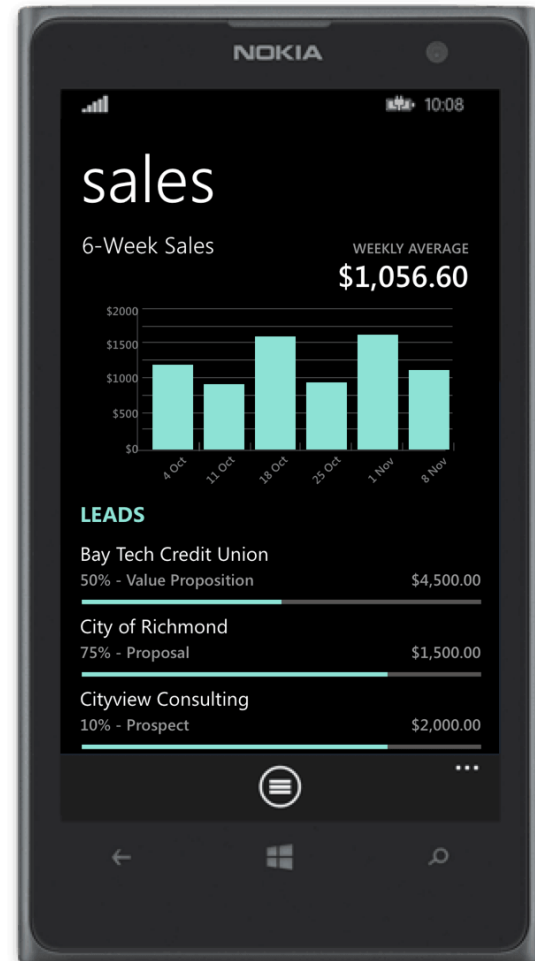 NOKIA
10:08
sales
6-Week Sales
WEEKLY AVERAGE
$1,056.60
$2000
$1500
$1000
$500
$0
4 Oct
11 Oct
18 Oct
25 Oct
1 Nov
8 Nov
LEADS
Bay Tech Credit Union
50% - Value Proposition $4,500.00
City of Richmond
75% - Proposal $1,500.00
Cityview Consulting
10% - Prospect $2,000.00